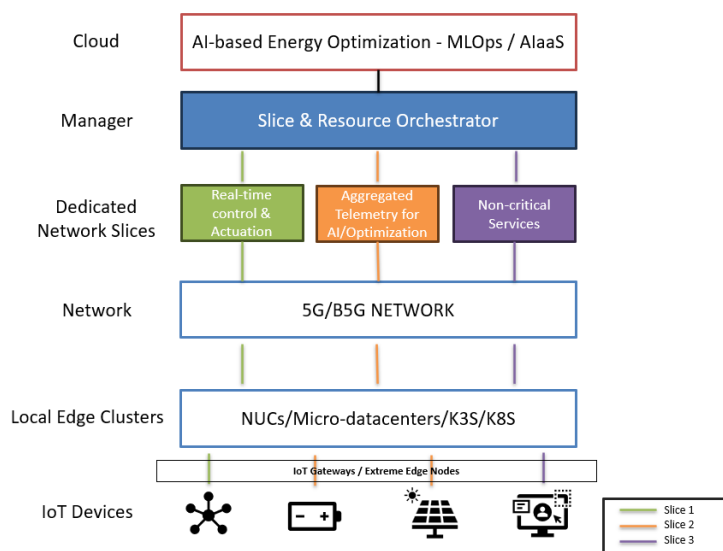 Cloud
AI-based Energy Optimization - MLOps / AIaaS
Manager
Slice & Resource Orchestrator
Dedicated
Network Slices
Real-time
control &
Actuation
Aggregated
Telemetry for
AI/Optimization
Non-critical
Services
Network
5G/B5G NETWORK
Local Edge Clusters
NUCs/Micro-datacenters/K3S/K8S
IoT Gateways / Extreme Edge Nodes
IoT Devices
Slice 1
Slice 2
Slice 3